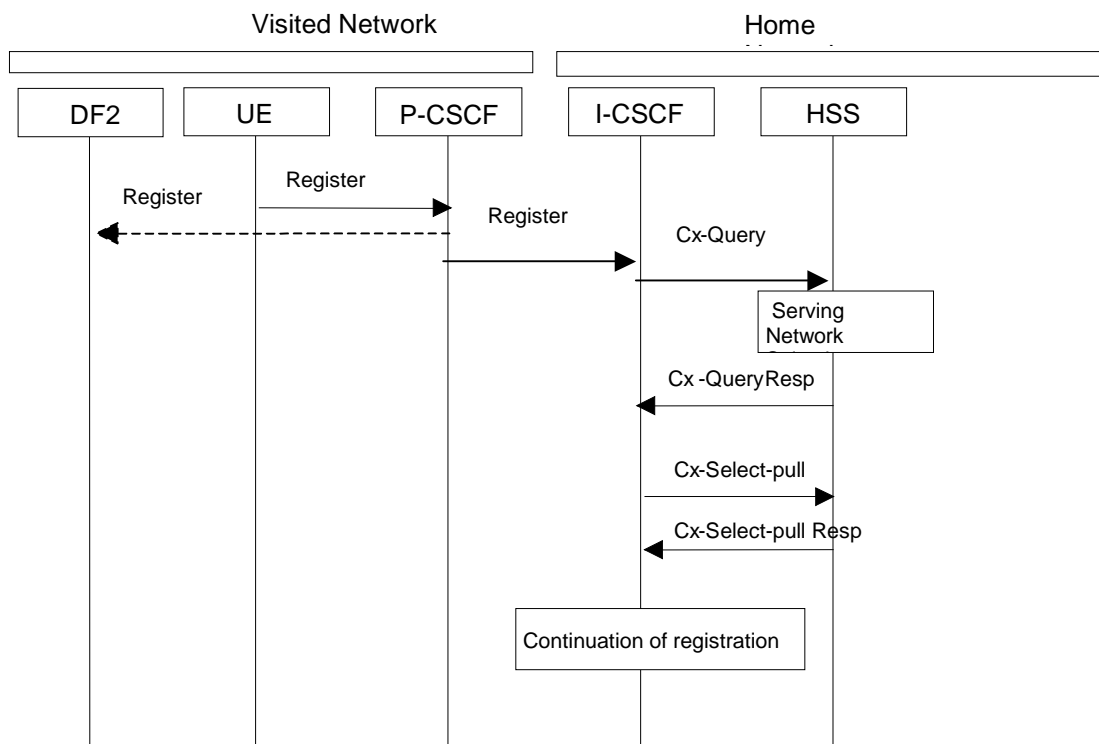 Visited Network
Home
DF2
UE
P-CSCF
I-CSCF
HSS
Register
Register
Register
Cx-Query
Serving
Network
Cx -QueryResp
Cx-Select-pull
Cx-Select-pull Resp
Continuation of registration